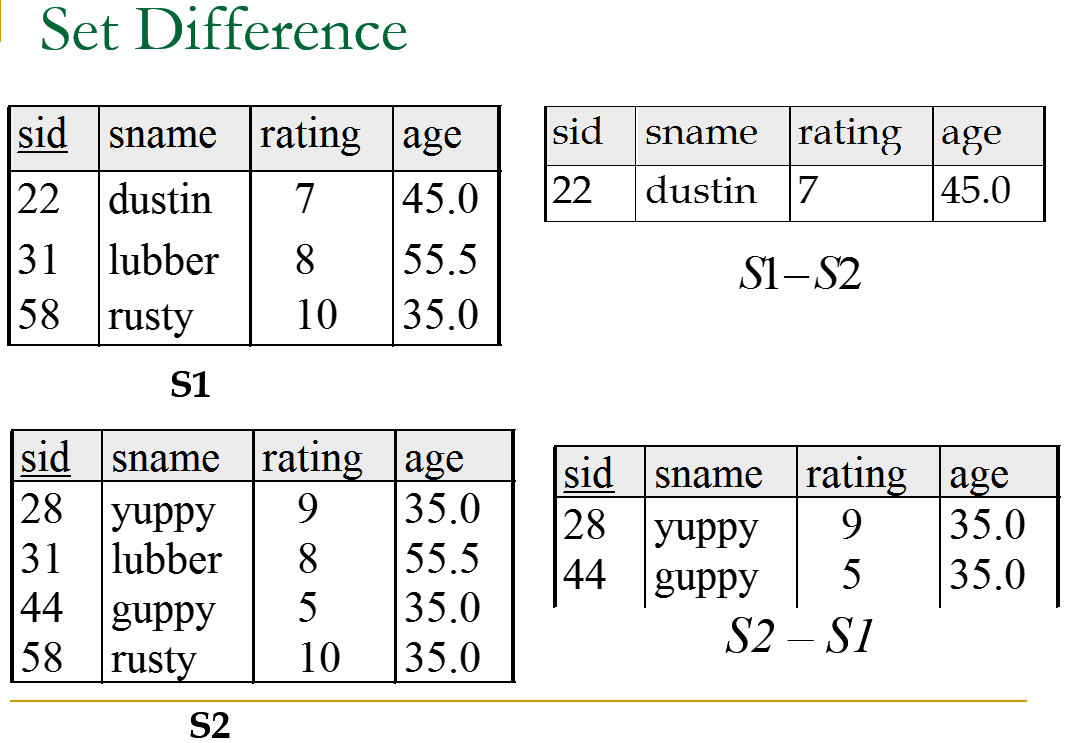 Set Difference
sid sname rating age
22 dustin 7 45.0
31 lubber 8 55.5
58 rusty 10 35.0
S1
sid sname rating age
22 dustin 7 45.0
S1–S2
sid sname rating age
28 yuppy 9 35.0
31 lubber 8 55.5
44 guppy 5 35.0
58 rusty 10 35.0
S2
sid sname rating age
28 yuppy 9 35.0
44 guppy 5 35.0
S2 – S1